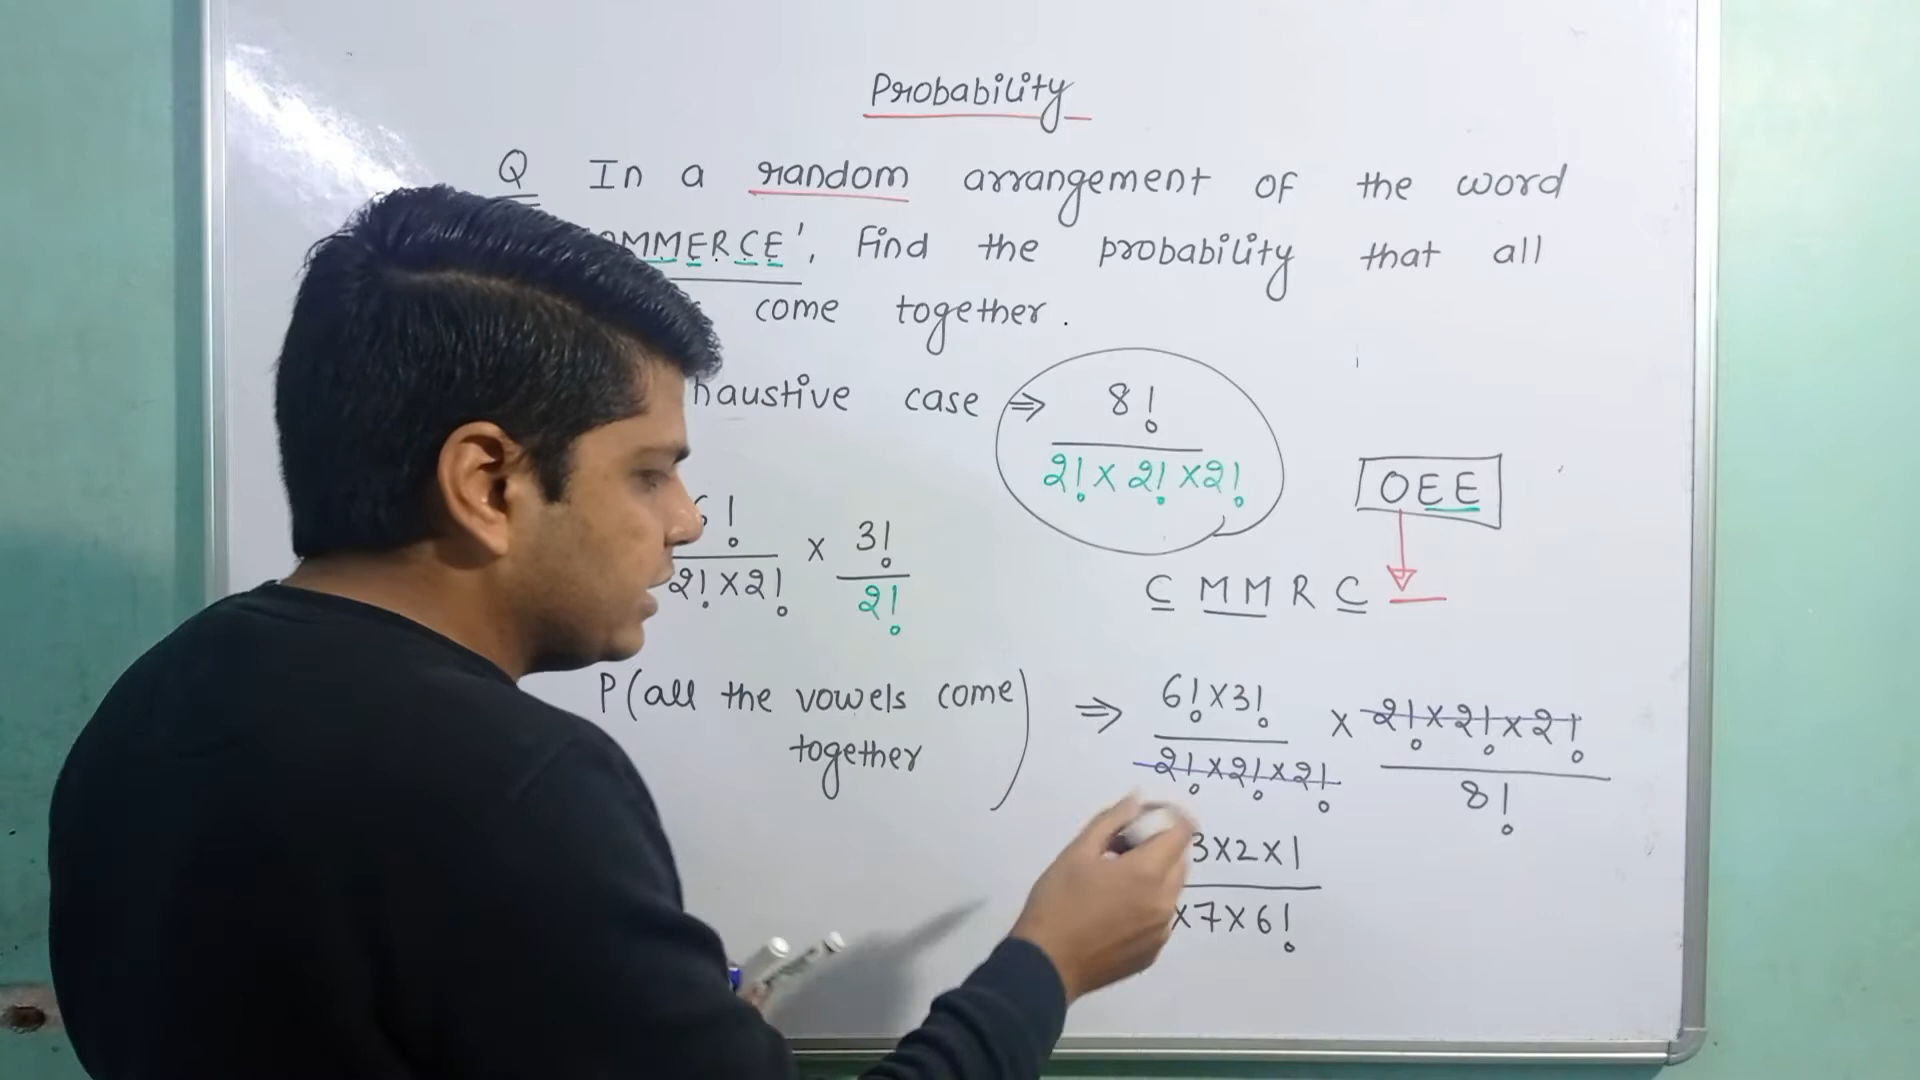 Probability
Q In a random arrangement of the word
OMMERCE', Find the probability that all
come together.
haustive case ⇒ 8! / 2! × 2! × 2!
OEE
6! / 2! × 2! × 3! / 2!
C M M R C
P(all the vowels come together) ⇒ 6! × 3! / 2! × 2! × 2! × 2! × 2! × 2! / 8!
3 × 2 × 1
× 7 × 6!